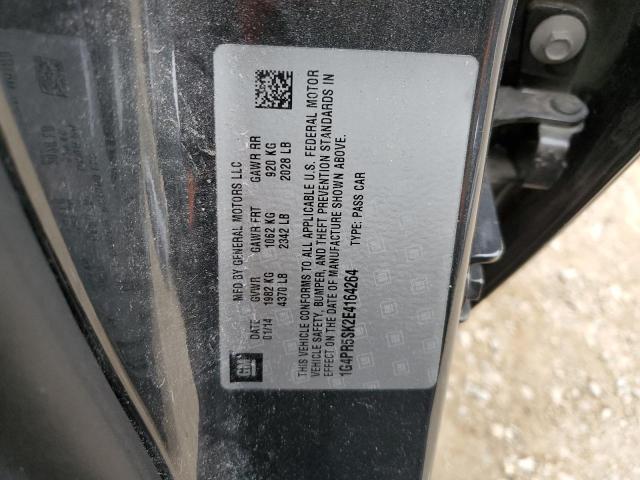 MFD BY GENERAL MOTORS LLC
DATE GVWR GAWR FRT GAWR RR
01/14 1982 KG 1062 KG 920 KG
4370 LB 2342 LB 2028 LB
THIS VEHICLE CONFORMS TO ALL APPLICABLE U.S. FEDERAL MOTOR
VEHICLE SAFETY, BUMPER, AND THEFT PREVENTION STANDARDS IN
EFFECT ON THE DATE OF MANUFACTURE SHOWN ABOVE.
1G4PR5SK2E4164264 TYPE: PASS CAR
GM